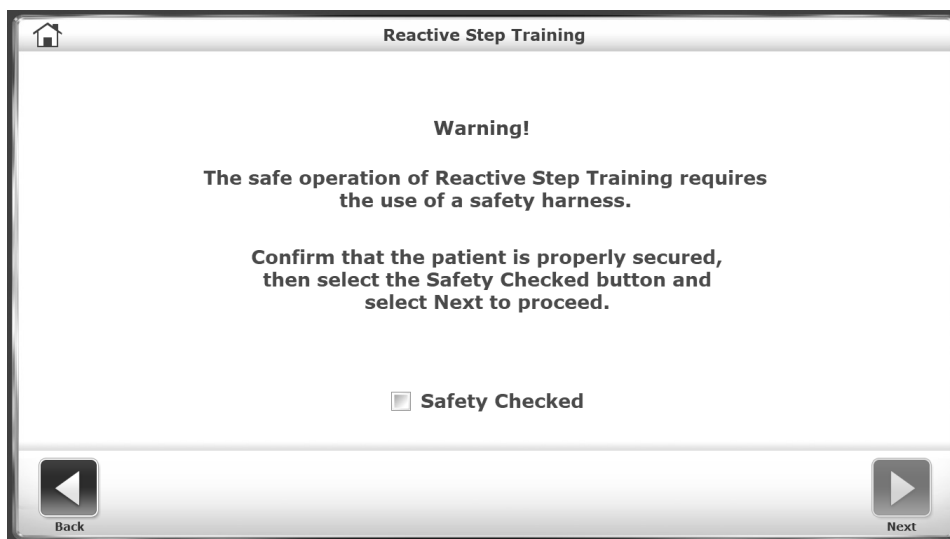 Reactive Step Training
Warning!
The safe operation of Reactive Step Training requires
the use of a safety harness.
Confirm that the patient is properly secured,
then select the Safety Checked button and
select Next to proceed.
Safety Checked
Back
Next